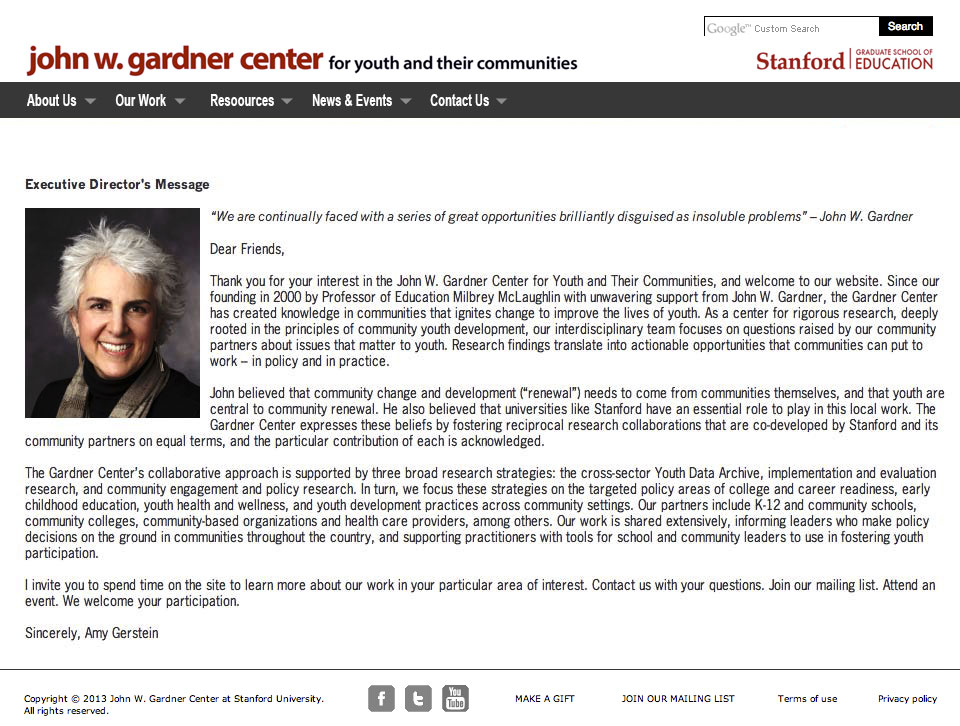 Google™ Custom Search
Search
john w. gardner center for youth and their communities
Stanford
GRADUATE SCHOOL OF
EDUCATION
About Us
Our Work
Resoources
News & Events
Contact Us
Executive Director's Message
“We are continually faced with a series of great opportunities brilliantly disguised as insoluble problems” – John W. Gardner
Dear Friends,
Thank you for your interest in the John W. Gardner Center for Youth and Their Communities, and welcome to our website. Since our
founding in 2000 by Professor of Education Milbrey McLaughlin with unwavering support from John W. Gardner, the Gardner Center
has created knowledge in communities that ignites change to improve the lives of youth. As a center for rigorous research, deeply
rooted in the principles of community youth development, our interdisciplinary team focuses on questions raised by our community
partners about issues that matter to youth. Research findings translate into actionable opportunities that communities can put to
work – in policy and in practice.
John believed that community change and development (“renewal”) needs to come from communities themselves, and that youth are
central to community renewal. He also believed that universities like Stanford have an essential role to play in this local work. The
Gardner Center expresses these beliefs by fostering reciprocal research collaborations that are co-developed by Stanford and its
community partners on equal terms, and the particular contribution of each is acknowledged.
The Gardner Center's collaborative approach is supported by three broad research strategies: the cross-sector Youth Data Archive, implementation and evaluation
research, and community engagement and policy research. In turn, we focus these strategies on the targeted policy areas of college and career readiness, early
childhood education, youth health and wellness, and youth development practices across community settings. Our partners include K-12 and community schools,
community colleges, community-based organizations and health care providers, among others. Our work is shared extensively, informing leaders who make policy
decisions on the ground in communities throughout the country, and supporting practitioners with tools for school and community leaders to use in fostering youth
participation.
I invite you to spend time on the site to learn more about our work in your particular area of interest. Contact us with your questions. Join our mailing list. Attend an
event. We welcome your participation.
Sincerely, Amy Gerstein
Copyright © 2013 John W. Gardner Center at Stanford University.
All rights reserved.
f
t
You Tube
MAKE A GIFT
JOIN OUR MAILING LIST
Terms of use
Privacy policy